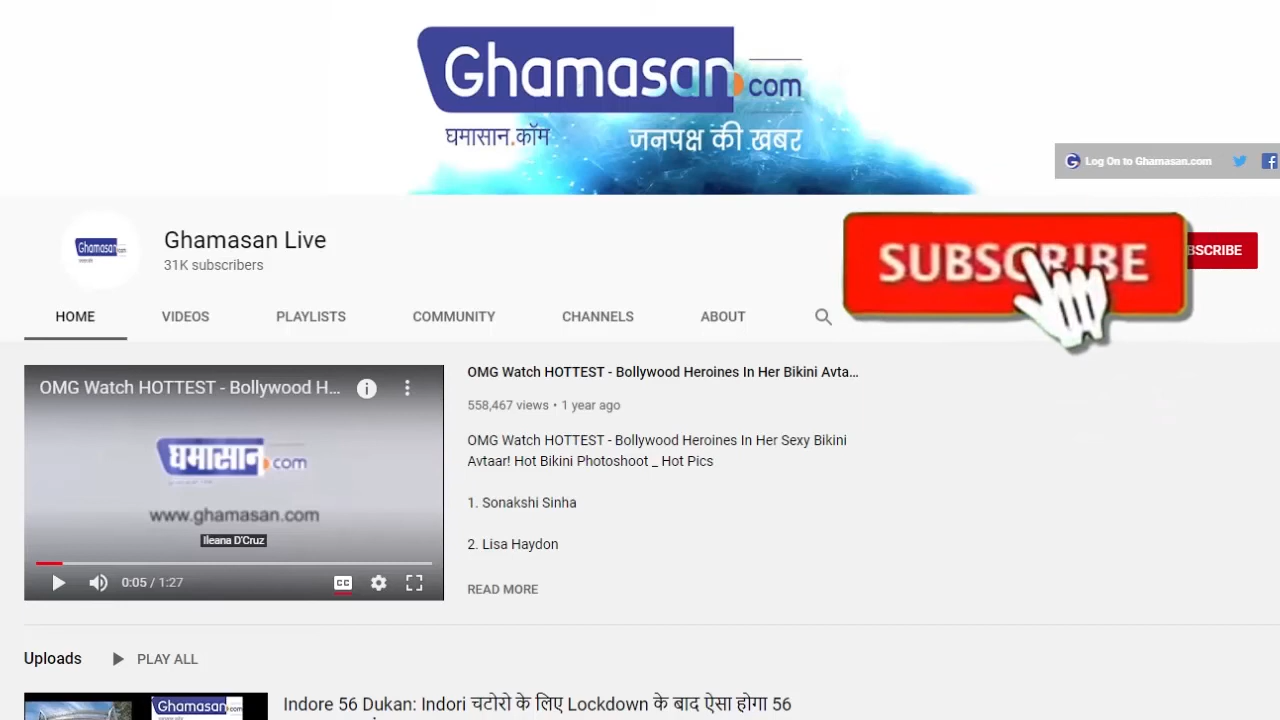 Ghamasan.com
घमासान.कॉम
जनपक्ष की खबर
Log On to Ghamasan.com
Ghamasan
Ghamasan Live
31K subscribers
SUBSCRIBE
BSCRIBE
HOME
VIDEOS
PLAYLISTS
COMMUNITY
CHANNELS
ABOUT
OMG Watch HOTTEST - Bollywood H...
घमासान.com
www.ghamasan.com
Ileana D'Cruz
0:05 / 1:27
CC
OMG Watch HOTTEST - Bollywood Heroines In Her Bikini Avta...
558,467 views • 1 year ago
OMG Watch HOTTEST - Bollywood Heroines In Her Sexy Bikini
Avtaar! Hot Bikini Photoshoot _ Hot Pics
1. Sonakshi Sinha
2. Lisa Haydon
READ MORE
Uploads
PLAY ALL
Ghamasan
Indore 56 Dukan: Indori चटोरो के लिए Lockdown के बाद ऐसा होगा 56